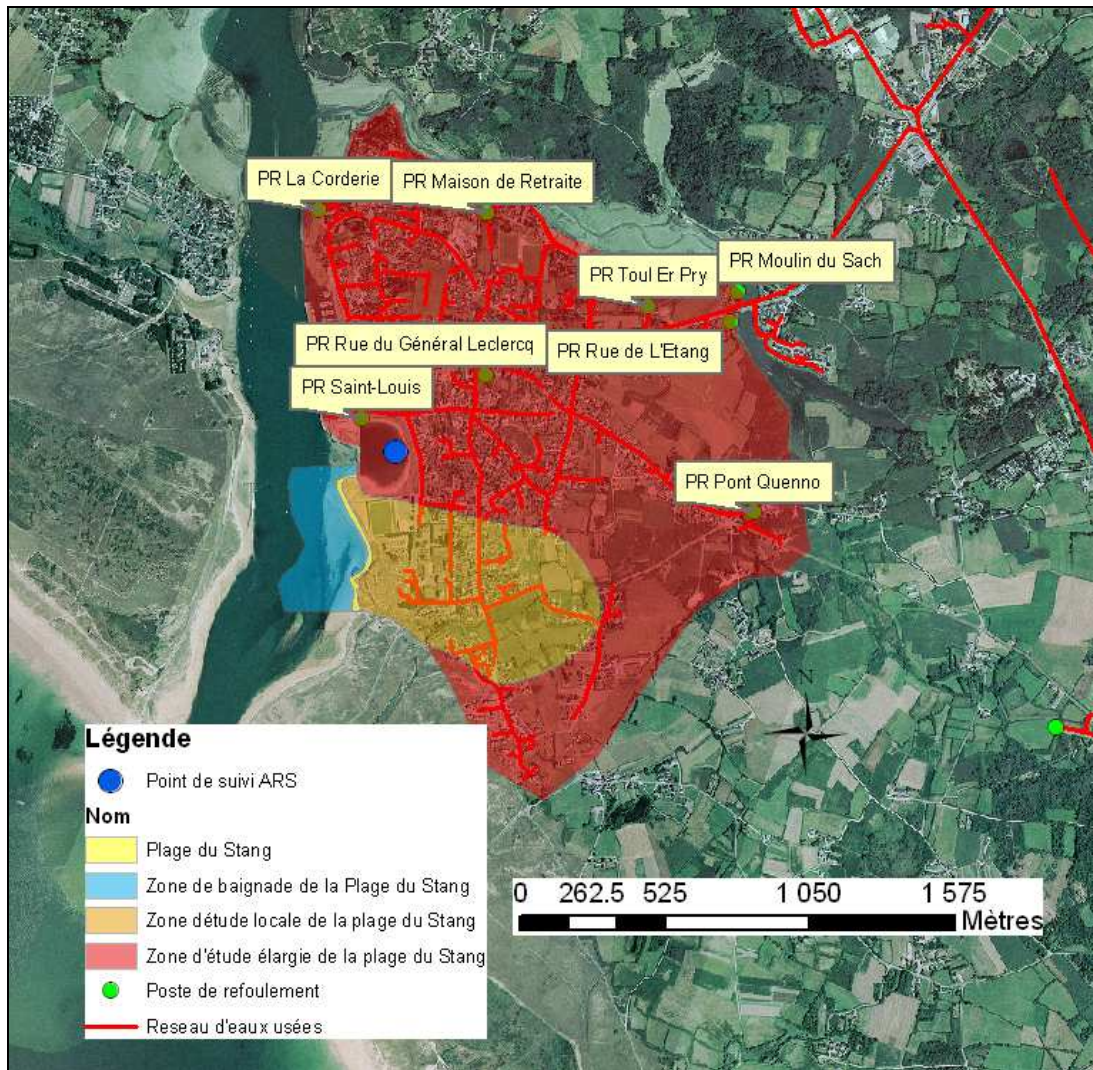 PR La Corderie
PR Maison de Retraite
PR Toul Er Pry
PR Moulin du Sach
PR Rue du Général Leclercq
PR Rue de L'Etang
PR Saint-Louis
PR Pont Quenno
N
Légende
Point de suivi ARS
Nom
Plage du Stang
Zone de baignade de la Plage du Stang
Zone détude locale de la plage du Stang
Zone d'étude élargie de la plage du Stang
Poste de refoulement
Reseau d'eaux usées
0 262.5 525 1 050 1 575
Mètres